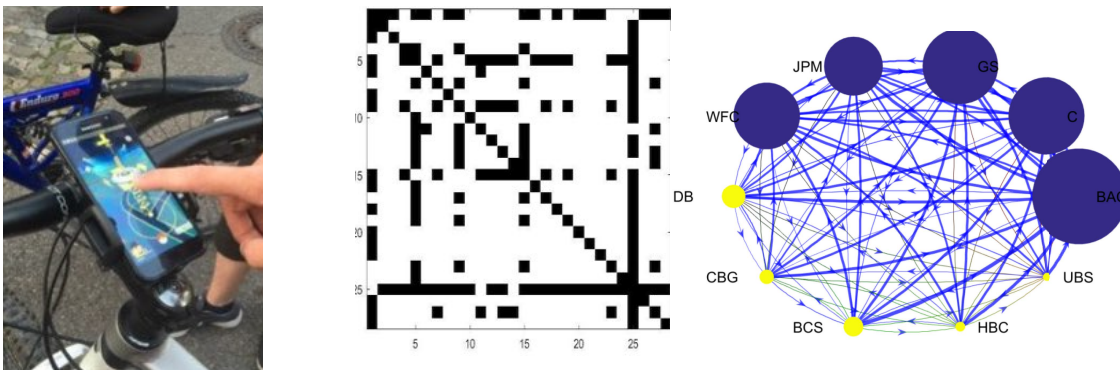 Enduro
5
10
15
20
25
5 10 15 20 25
JPM GS
WFC C
DB BAC
CBG UBS
BCS HBC